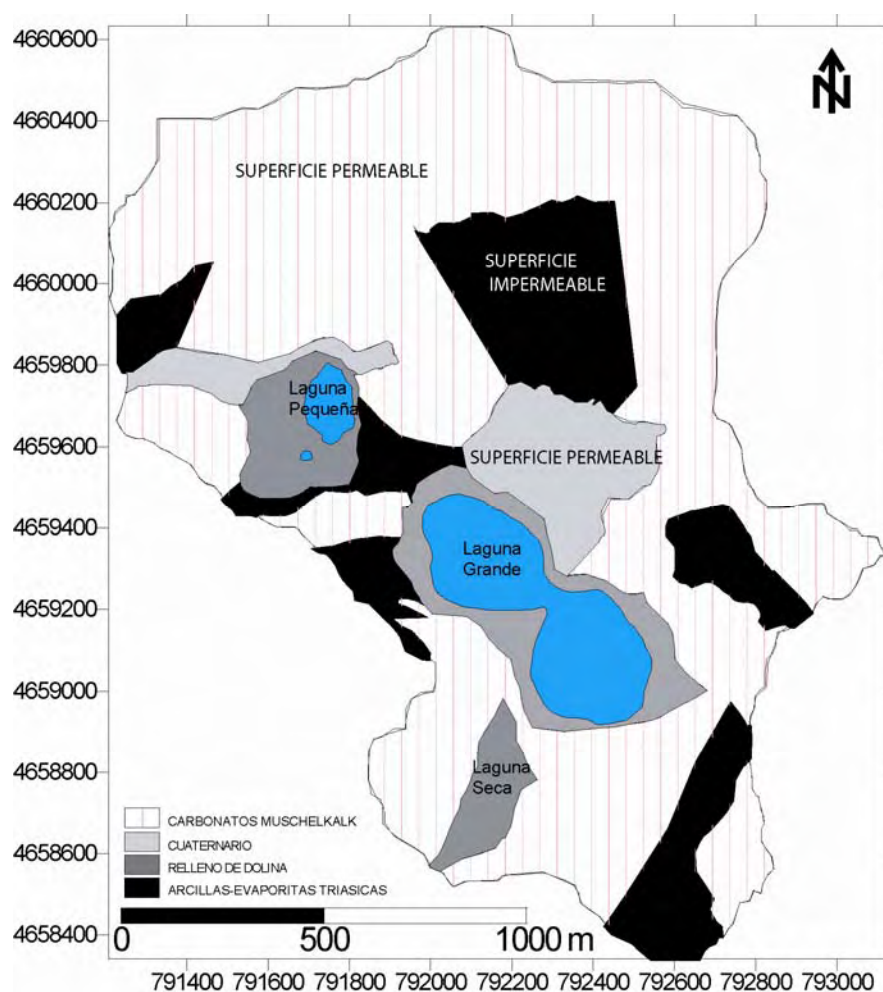 4660600
4660400
4660200
4660000
4659800
4659600
4659400
4659200
4659000
4658800
4658600
4658400
N
SUPERFICIE PERMEABLE
SUPERFICIE
IMPERMEABLE
Laguna
Pequeña
SUPERFICIE PERMEABLE
Laguna
Grande
Laguna
Seca
CARBONATOS MUSCHELKALK
CUATERNARIO
RELLENO DE DOLINA
ARCILLAS-EVAPORITAS TRIASICAS
0 500 1000 m
791400 791600 791800 792000 792200 792400 792600 792800 793000